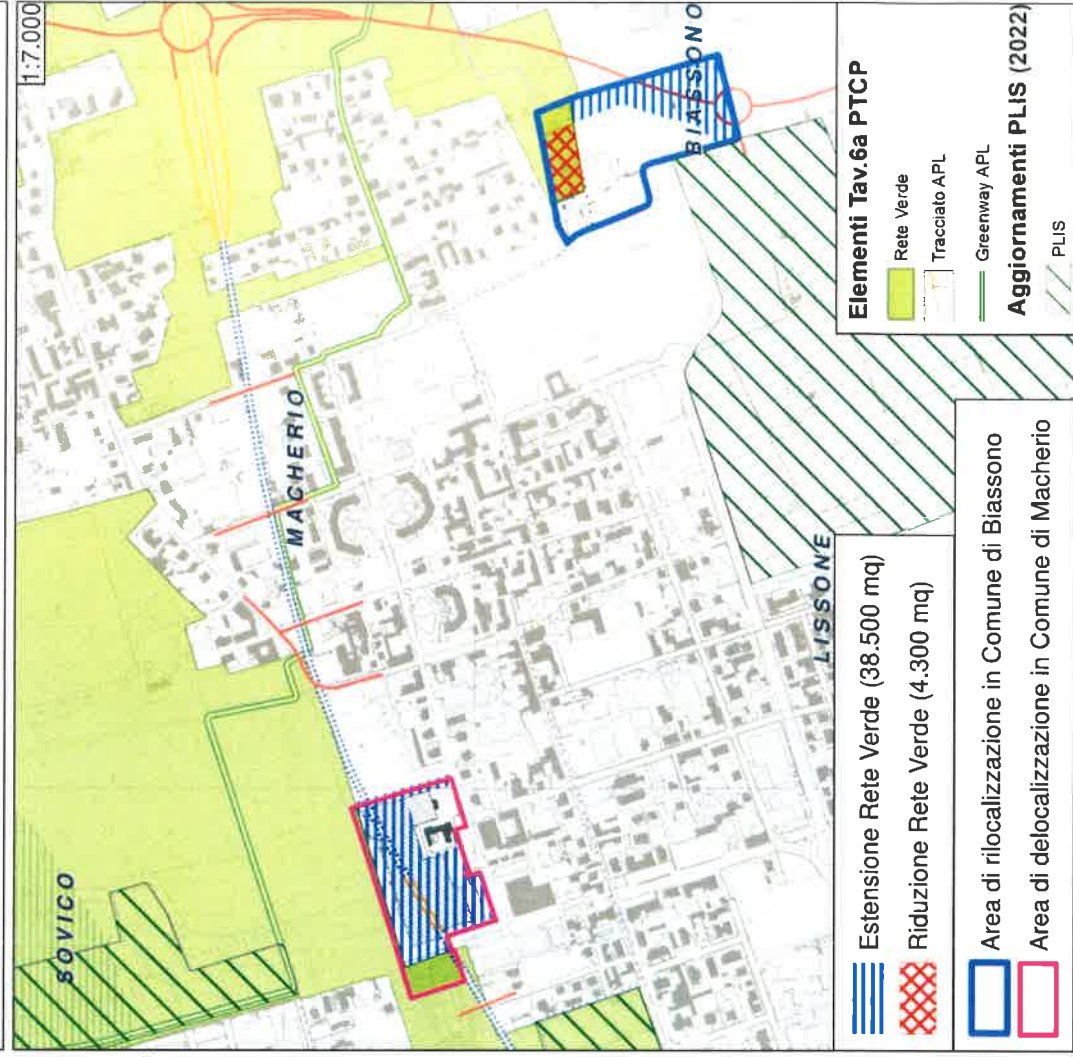 1:7.000
SOVICO
MACHERIO
BIASSONO
LISSONE
Elementi Tav.6a PTCP
Rete Verde
Tracciato APL
Greenway APL
Aggiornamenti PLIS (2022)
PLIS
Estensione Rete Verde (38.500 mq)
Riduzione Rete Verde (4.300 mq)
Area di rilocalizzazione in Comune di Biassono
Area di delocalizzazione in Comune di Macherio